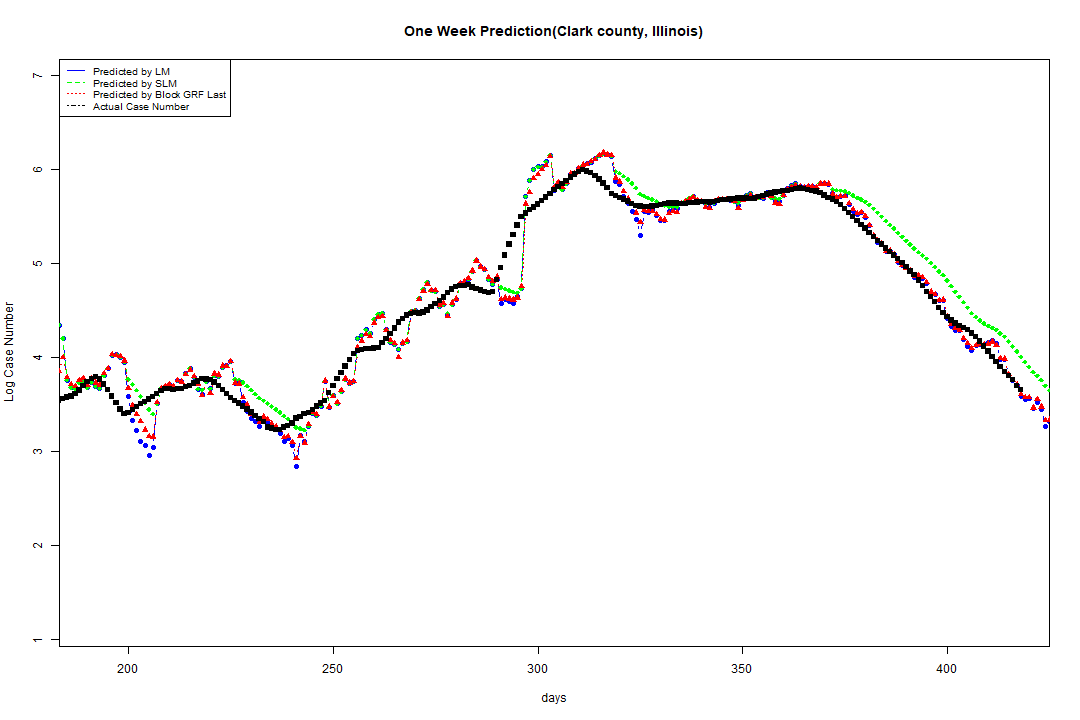 One Week Prediction(Clark county, Illinois)
Predicted by LM
Predicted by SLM
Predicted by Block GRF Last
Actual Case Number
7
6
5
4
3
2
1
Log Case Number
200 250 300 350 400
days